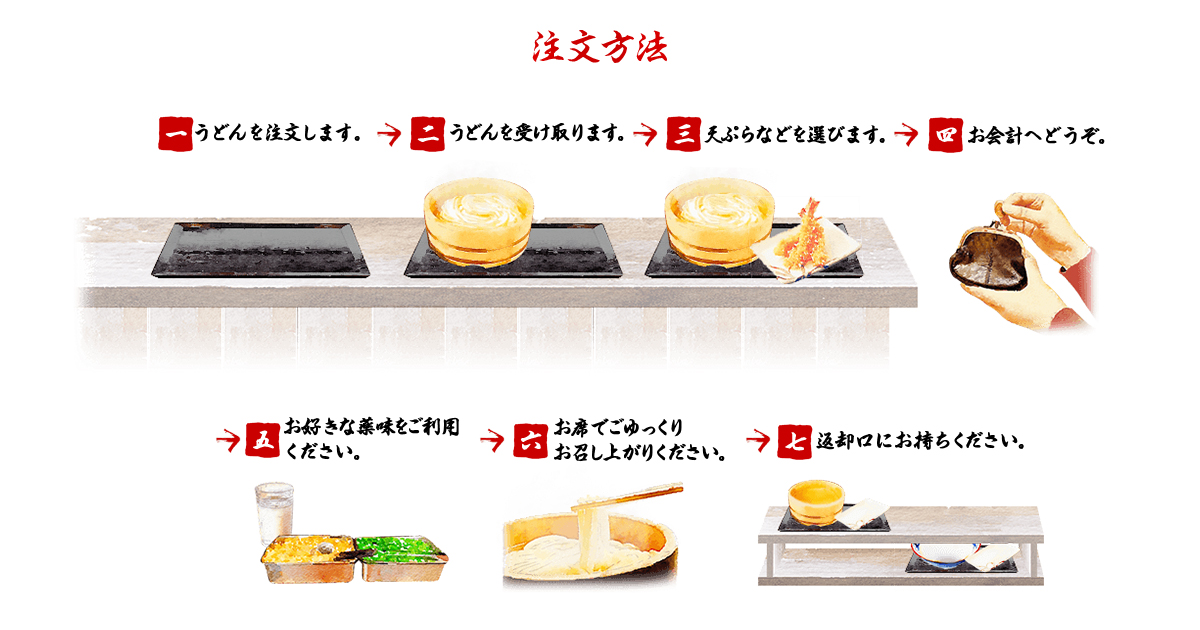 注文方法
一 うどんを注文します。
二 うどんを受け取ります。
三 天ぷらなどを選びます。
四 お会計へどうぞ。
五 お好きな薬味をご利用
ください。
六 お席でごゆっくり
お召し上がりください。
七 返却口にお持ちください。